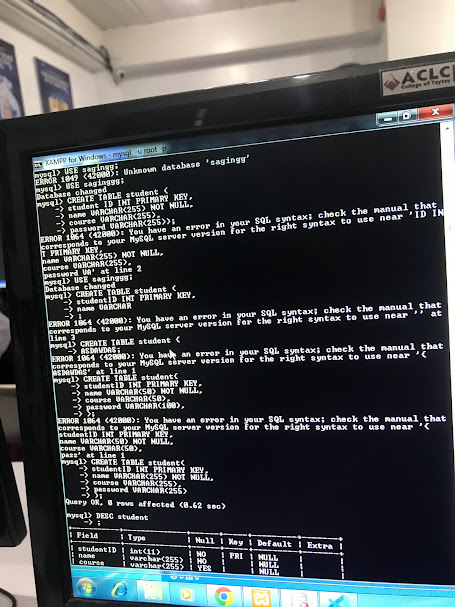 ACLC
College of Taytay
XAMPP for Windows - mysql -u root -p
mysql> USE sagingg;
ERROR 1049 (42000): Unknown database 'sagingg'
mysql> USE saginggg;
Database changed
mysql> CREATE TABLE student (
-> student ID INT PRIMARY KEY,
-> name VARCHAR(255) NOT NULL,
-> course VARCHAR(255),
-> password VARCHAR(255));
ERROR 1064 (42000): You have an error in your SQL syntax; check the manual that
corresponds to your MySQL server version for the right syntax to use near 'ID IN
T PRIMARY KEY,
name VARCHAR(255) NOT NULL,
course VARCHAR(255),
password VA' at line 2
mysql> USE saginggg;
Database changed
mysql> CREATE TABLE student (
-> studentID INT PRIMARY KEY,
-> name VARCHAR
-> ;
ERROR 1064 (42000): You have an error in your SQL syntax; check the manual that
corresponds to your MySQL server version for the right syntax to use near '' at
line 3
mysql> CREATE TABLE student (
-> ASDAWDAS;
ERROR 1064 (42000): You have an error in your SQL syntax; check the manual that
corresponds to your MySQL server version for the right syntax to use near '(
ASDAWDAS' at line 1
mysql> CREATE TABLE student(
-> studentID INT PRIMARY KEY,
-> name VARCHAR(50) NOT NULL,
-> course VARCHAR(50),
-> password VARCHAR(100),
-> );
ERROR 1064 (42000): You have an error in your SQL syntax; check the manual that
corresponds to your MySQL server version for the right syntax to use near '(
studentID INT PRIMARY KEY,
name VARCHAR(50) NOT NULL,
course VARCHAR(50),
pass' at line 1
mysql> CREATE TABLE student(
-> studentID INT PRIMARY KEY,
-> name VARCHAR(255) NOT NULL,
-> course VARCHAR(255),
-> password VARCHAR(255)
-> );
Query OK, 0 rows affected (0.62 sec)
mysql> DESC student
-> ;
| Field | Type | Null | Key | Default | Extra |
| studentID | int(11) | NO | PRI | NULL |
| name | varchar(255) | NO | | NULL |
| course | varchar(255) | YES | | NULL |